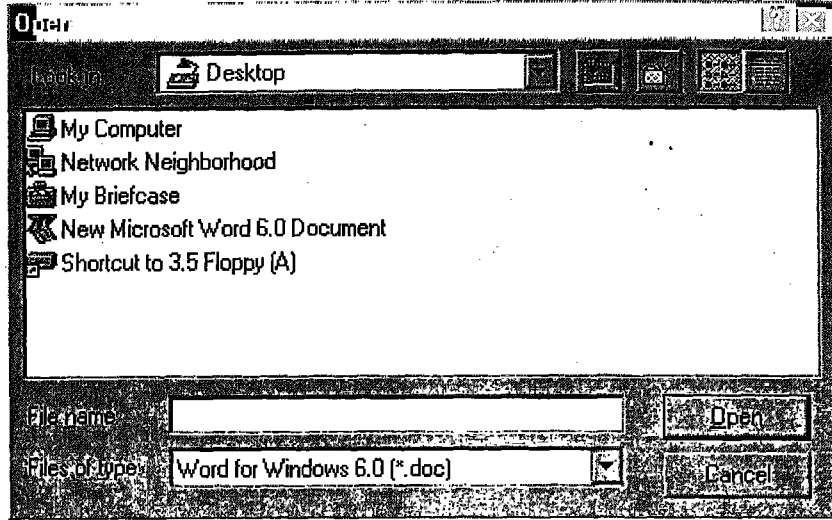 Open
Look in:
Desktop
My Computer
Network Neighborhood
My Briefcase
New Microsoft Word 6.0 Document
Shortcut to 3.5 Floppy (A)
File name:
Open
Files of type:
Word for Windows 6.0 (*.doc)
Cancel